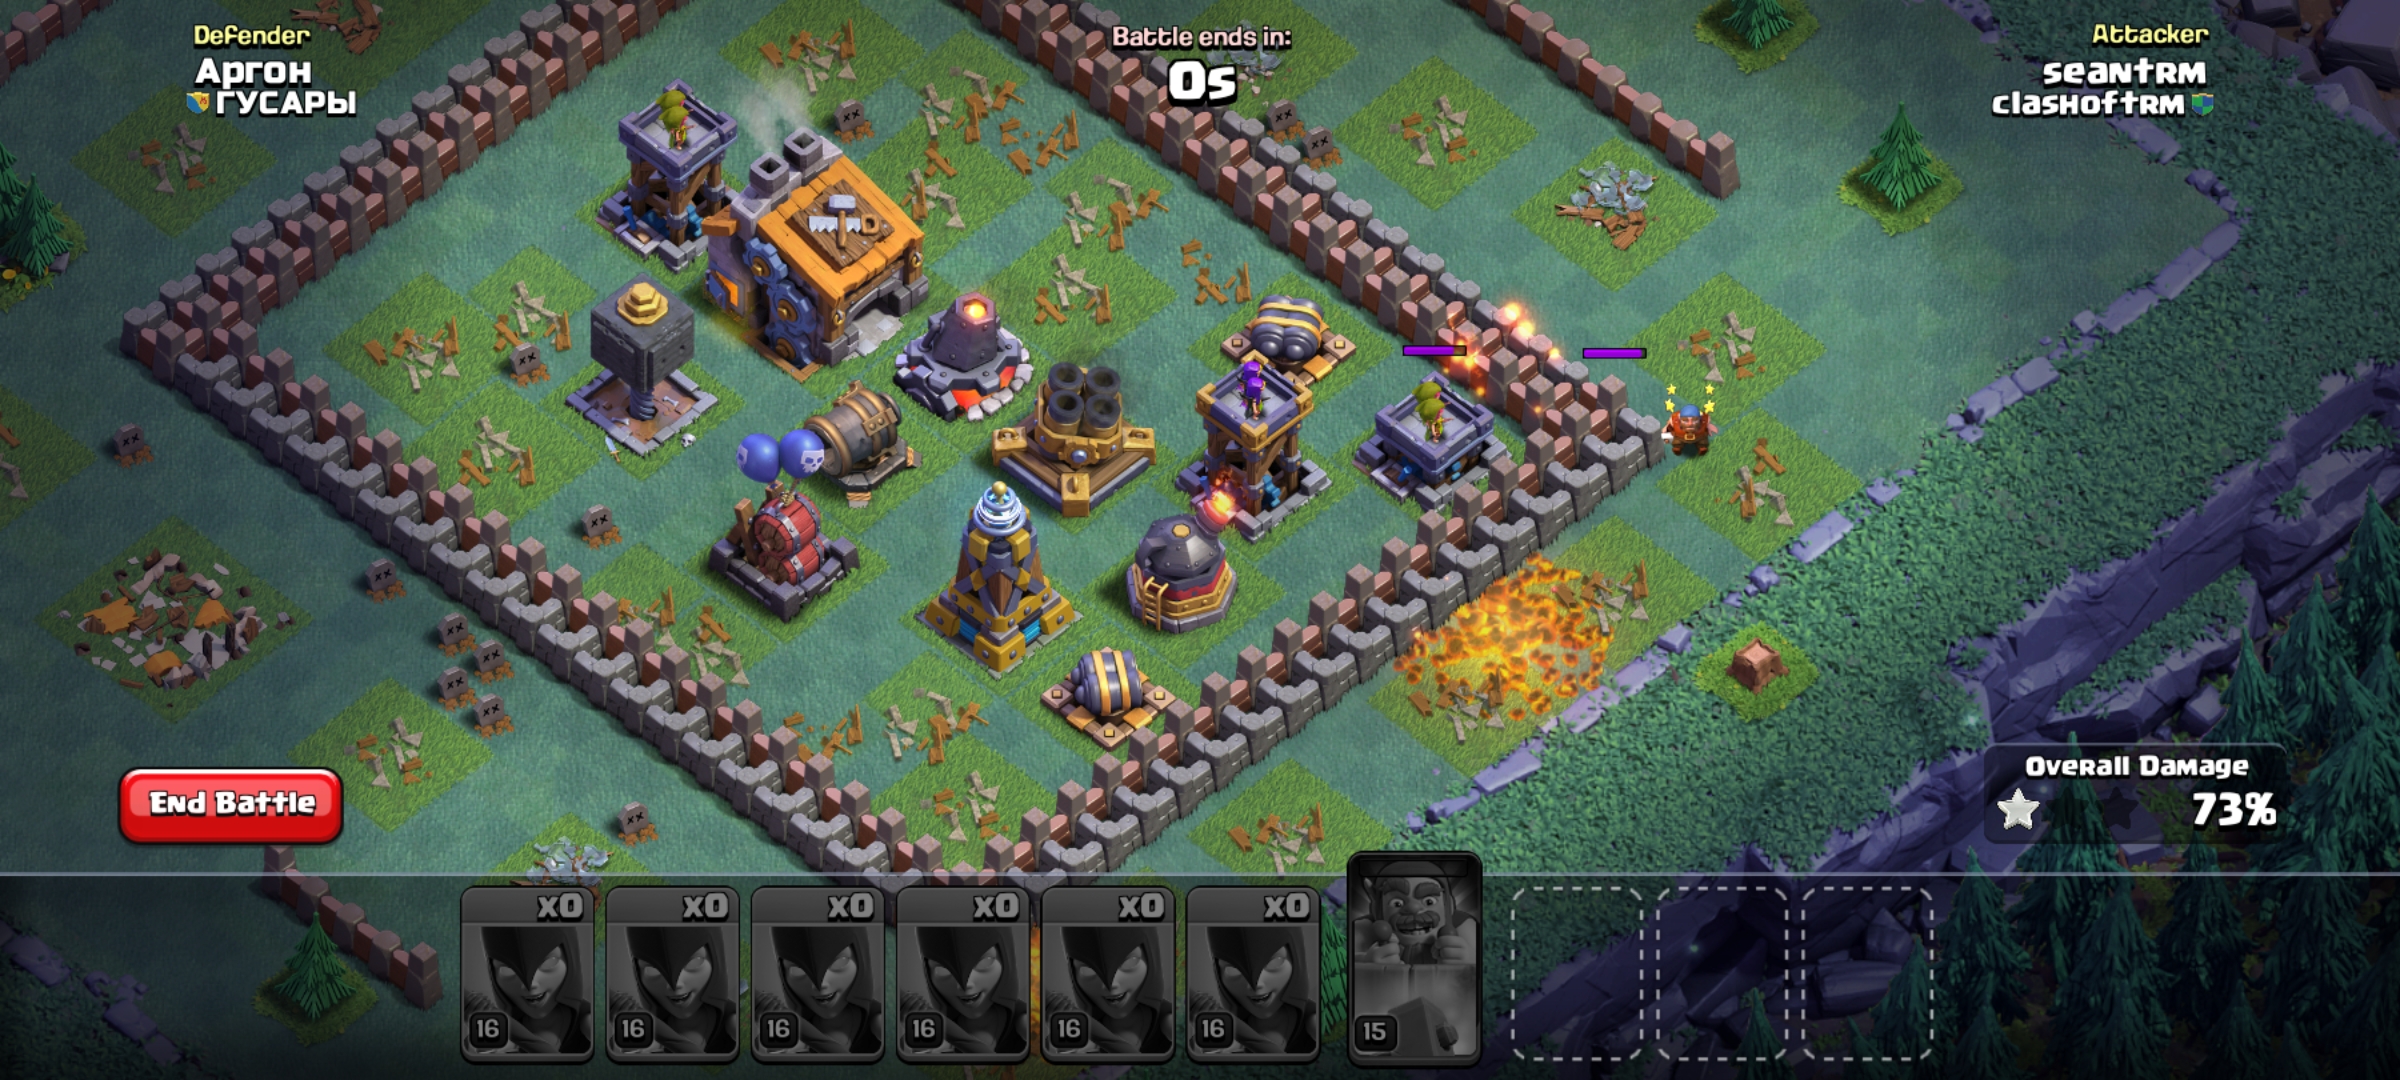 Defender
Аргон
ГУСАРЫ
Battle ends in:
0s
Attacker
seantrm
clashoftrm
End Battle
Overall Damage
73%
x0
x0
x0
x0
x0
x0
16
16
16
16
16
16
15